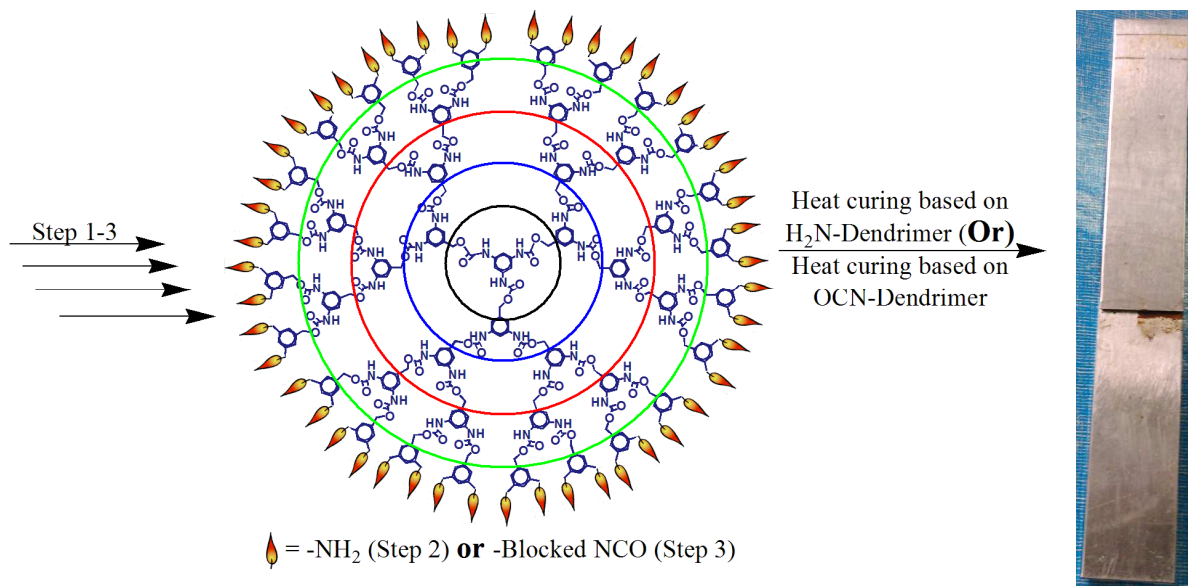 Step 1-3
Heat curing based on
H₂N-Dendrimer (Or)
Heat curing based on
OCN-Dendrimer
= -NH₂ (Step 2) or -Blocked NCO (Step 3)